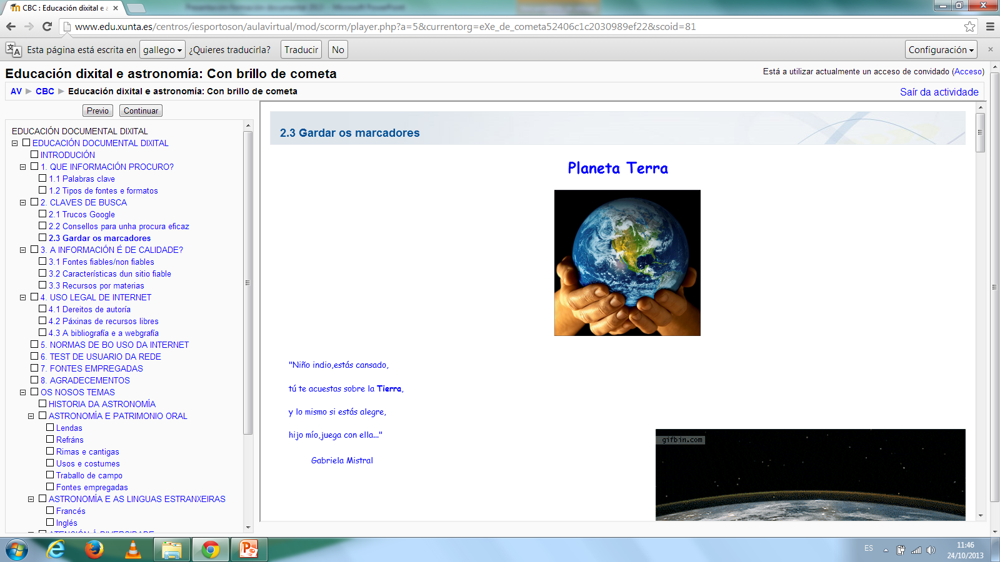 CBC : Educación dixital e a
www.edu.xunta.es/centros/iesportoson/aulavirtual/mod/scorm/player.php?a=5&currentorg=eXe_de_cometa52406c1c2030989ef22&scoid=81
Esta página está escrita en gallego ¿Quieres traducirla? Traducir No Configuración
Educación dixital e astronomía: Con brillo de cometa
Está a utilizar actualmente un acceso de convidado (Acceso)
AV ► CBC ► Educación dixital e astronomía: Con brillo de cometa
Saír da actividade
Previo Continuar
EDUCACIÓN DOCUMENTAL DIXITAL
EDUCACIÓN DOCUMENTAL DIXITAL
INTRODUCIÓN
1. QUE INFORMACIÓN PROCURO?
1.1 Palabras clave
1.2 Tipos de fontes e formatos
2. CLAVES DE BUSCA
2.1 Trucos Google
2.2 Consellos para unha procura eficaz
2.3 Gardar os marcadores
3. A INFORMACIÓN É DE CALIDADE?
3.1 Fontes fiables/non fiables
3.2 Características dun sitio fiable
3.3 Recursos por materias
4. USO LEGAL DE INTERNET
4.1 Dereitos de autoría
4.2 Páxinas de recursos libres
4.3 A bibliografía e a webgrafía
5. NORMAS DE BO USO DA INTERNET
6. TEST DE USUARIO DA REDE
7. FONTES EMPREGADAS
8. AGRADECEMENTOS
OS NOSOS TEMAS
HISTORIA DA ASTRONOMÍA
ASTRONOMÍA E PATRIMONIO ORAL
Lendas
Refráns
Rimas e cantigas
Usos e costumes
Traballo de campo
Fontes empregadas
ASTRONOMÍA E AS LINGUAS ESTRANXEIRAS
Francés
Inglés
ATENCIÓN Á DIVERSIDADE
2.3 Gardar os marcadores
Planeta Terra
"Niño indio,estás cansado,
tú te acuestas sobre la Tierra,
y lo mismo si estás alegre,
hijo mío,juega con ella..."
Gabriela Mistral
gifbin.com
ES
11:46
24/10/2013